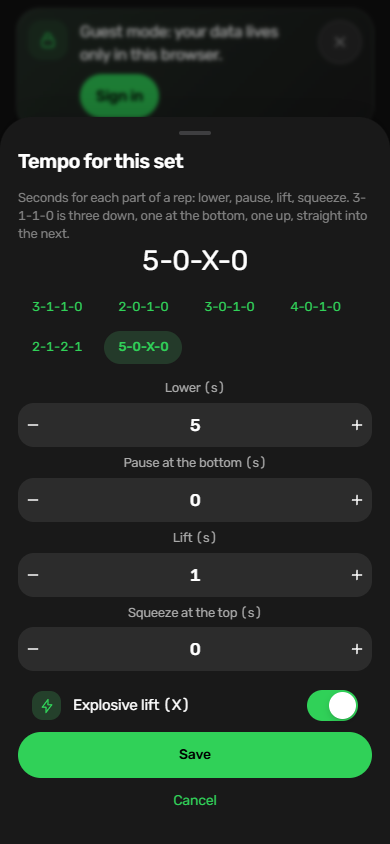 Guest mode: your data lives
only in this browser.
Sign in
Tempo for this set
Seconds for each part of a rep: lower, pause, lift, squeeze. 3-
1-1-0 is three down, one at the bottom, one up, straight into
the next.
5-0-X-0
3-1-1-0 2-0-1-0 3-0-1-0 4-0-1-0
2-1-2-1 5-0-X-0
Lower (s)
− 5 +
Pause at the bottom (s)
− 0 +
Lift (s)
− 1 +
Squeeze at the top (s)
− 0 +
Explosive lift (X)
Save
Cancel